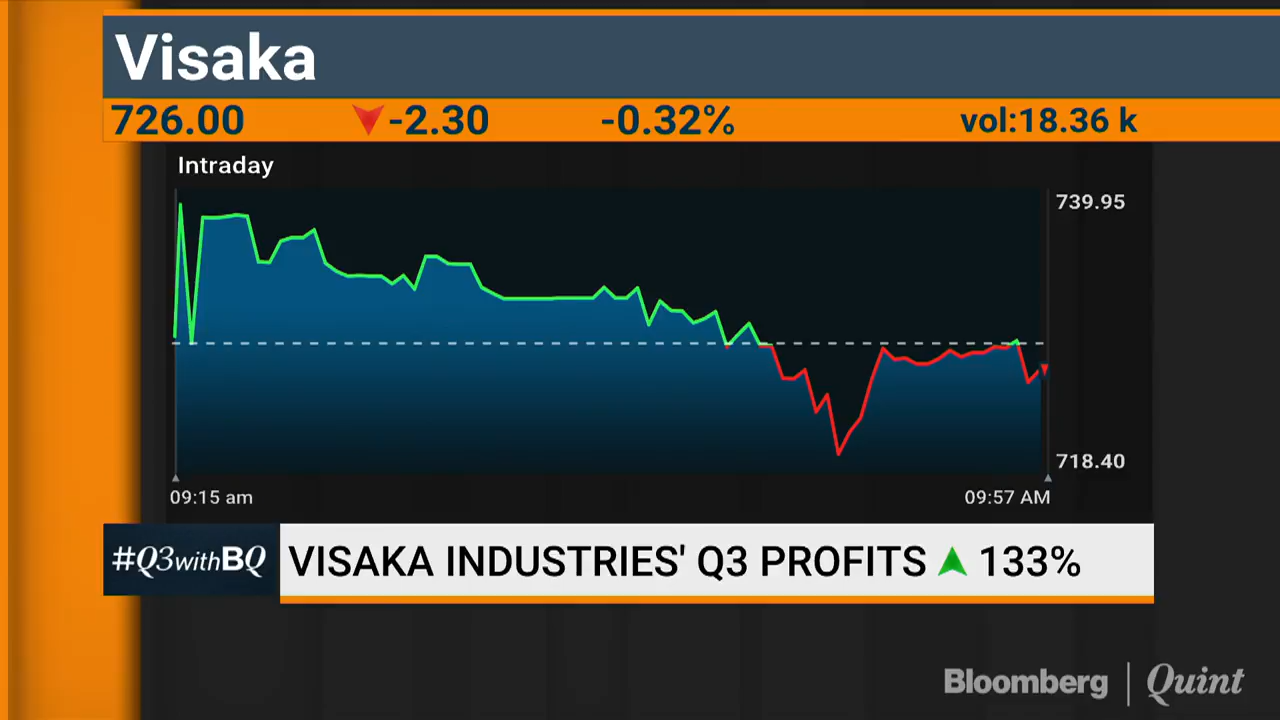 Visaka
726.00 -2.30 -0.32% vol:18.36 k
Intraday
739.95
718.40
09:15 am 09:57 AM
#Q3withBQ VISAKA INDUSTRIES' Q3 PROFITS 133%
Bloomberg | Quint